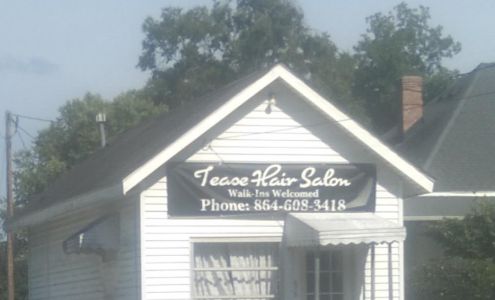 Tease Hair Salon
Walk-Ins Welcomed
Phone: 864-608-3418